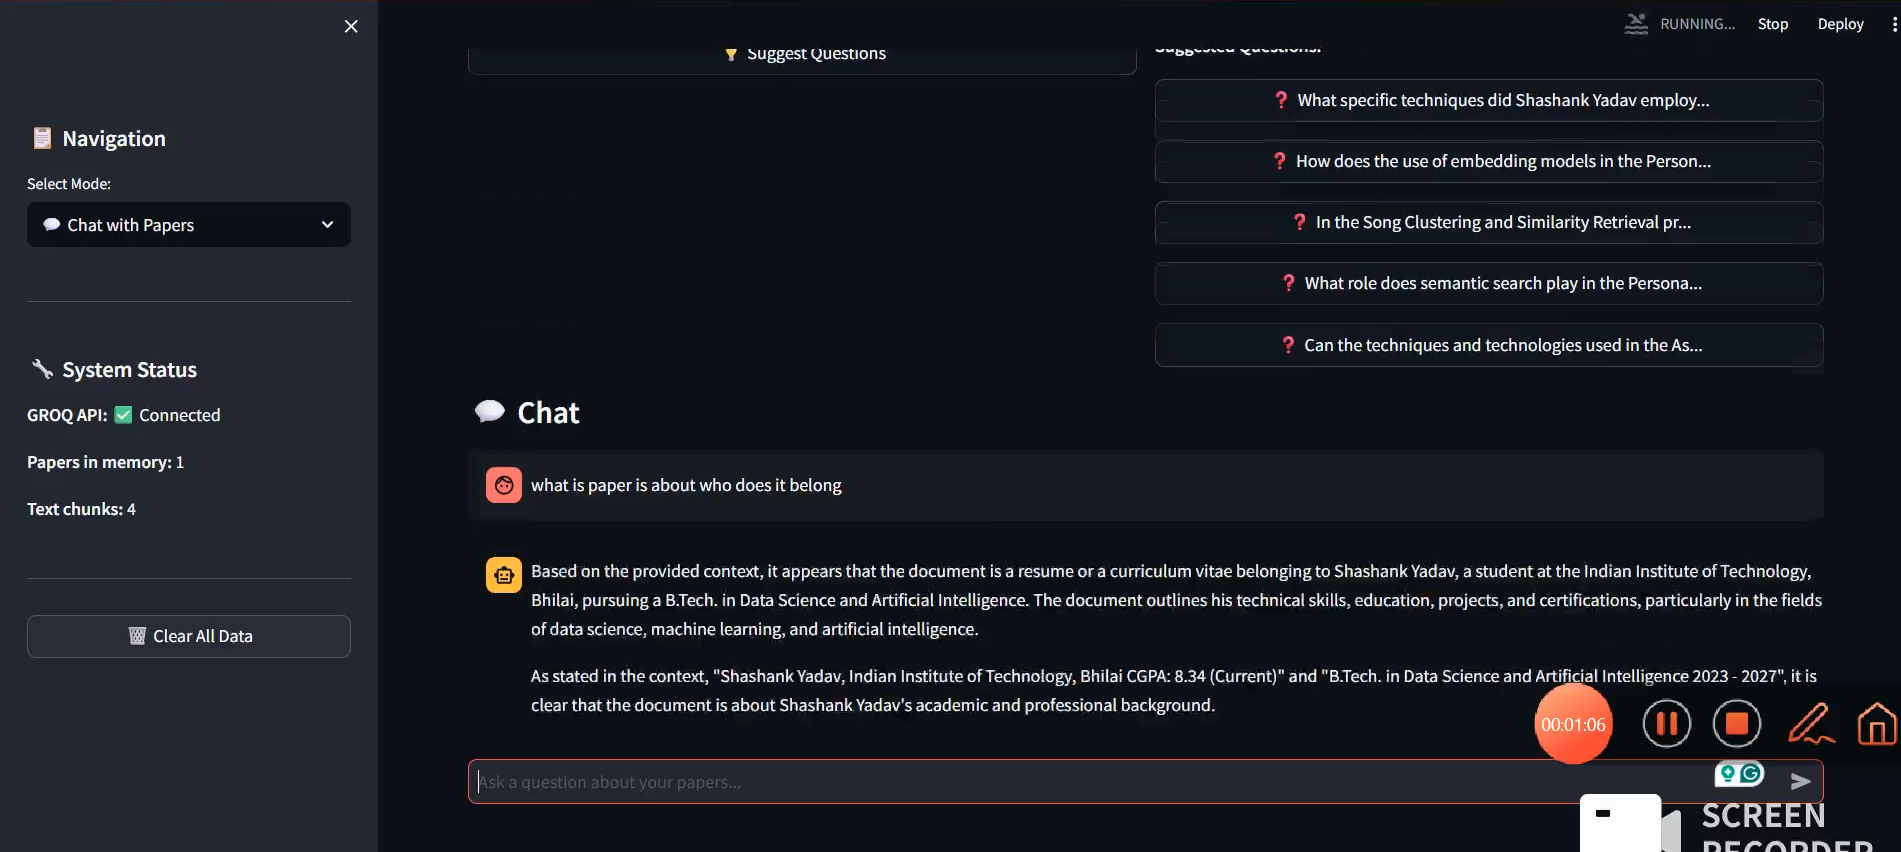 RUNNING...
Stop
Deploy
Navigation
Select Mode:
Chat with Papers
System Status
GROQ API: ✅ Connected
Papers in memory: 1
Text chunks: 4
Clear All Data
Suggest Questions
Suggested Questions:
What specific techniques did Shashank Yadav employ...
How does the use of embedding models in the Person...
In the Song Clustering and Similarity Retrieval pr...
What role does semantic search play in the Persona...
Can the techniques and technologies used in the As...
Chat
what is paper is about who does it belong
Based on the provided context, it appears that the document is a resume or a curriculum vitae belonging to Shashank Yadav, a student at the Indian Institute of Technology,
Bhilai, pursuing a B.Tech. in Data Science and Artificial Intelligence. The document outlines his technical skills, education, projects, and certifications, particularly in the fields
of data science, machine learning, and artificial intelligence.
As stated in the context, "Shashank Yadav, Indian Institute of Technology, Bhilai CGPA: 8.34 (Current)" and "B.Tech. in Data Science and Artificial Intelligence 2023 - 2027", it is
clear that the document is about Shashank Yadav's academic and professional background.
00:01:06
Ask a question about your papers...
SCREEN
RECORDER